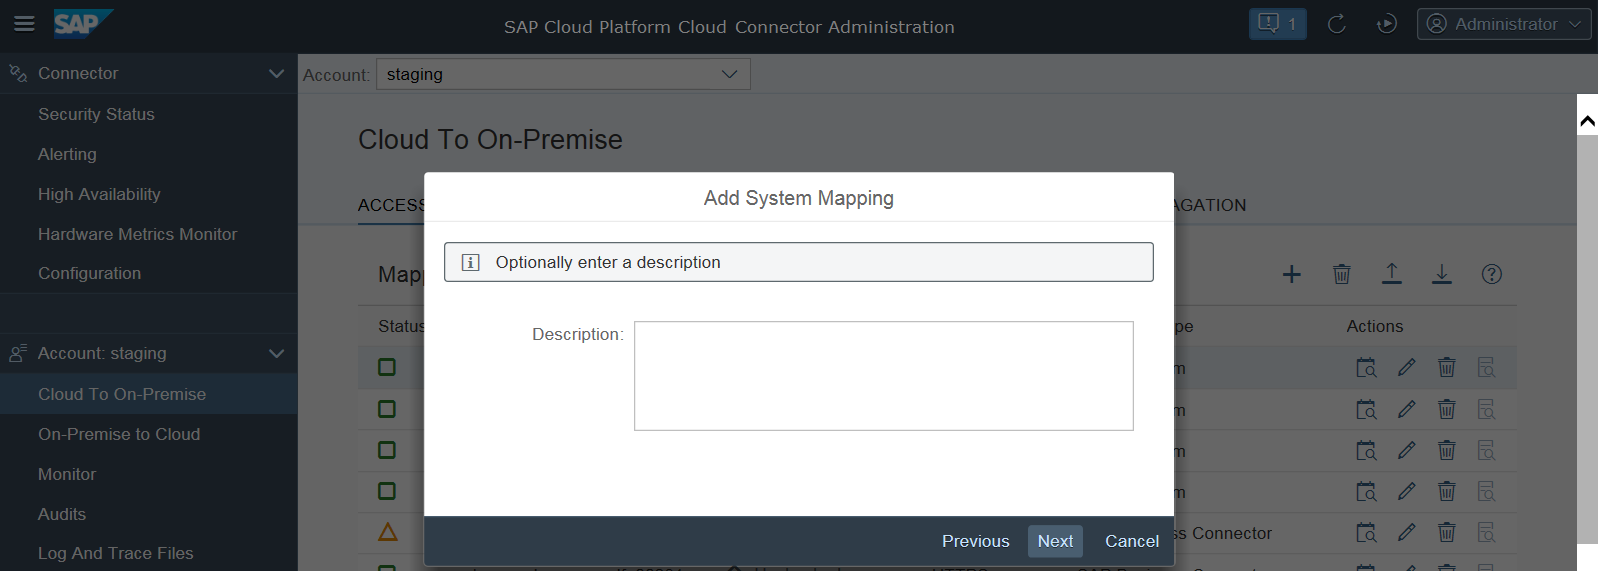 SAP
SAP Cloud Platform Cloud Connector Administration
1
Administrator
Connector
Security Status
Alerting
High Availability
Hardware Metrics Monitor
Configuration
Account: staging
Cloud To On-Premise
On-Premise to Cloud
Monitor
Audits
Log And Trace Files
Account: staging
Cloud To On-Premise
ACCESS
AGATION
Mapp
Status
pe
Actions
m
m
m
m
ss Connector
Add System Mapping
Optionally enter a description
Description:
Previous Next Cancel